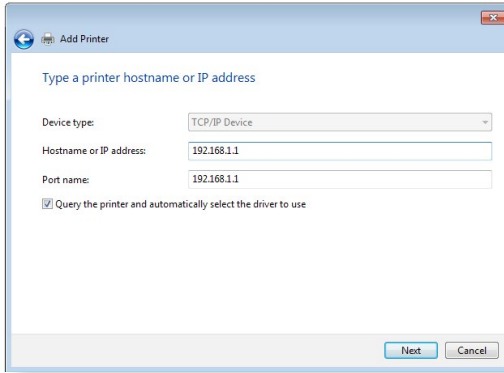 Add Printer
Type a printer hostname or IP address
Device type: TCP/IP Device
Hostname or IP address: 192.168.1.1
Port name: 192.168.1.1
Query the printer and automatically select the driver to use
Next Cancel